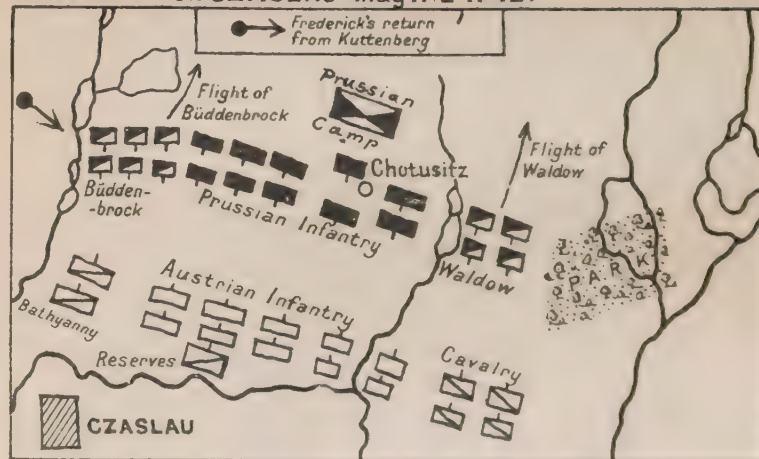 Frederick's return
from Kuttenberg
Prussian
Camp
Flight of
Büddenbrock
Flight of
Waldow
Chotusitz
Büdden-
-brock
Prussian Infantry
Waldow
PARK
Bathyanny
Austrian Infantry
Reserves
Cavalry
CZASLAU